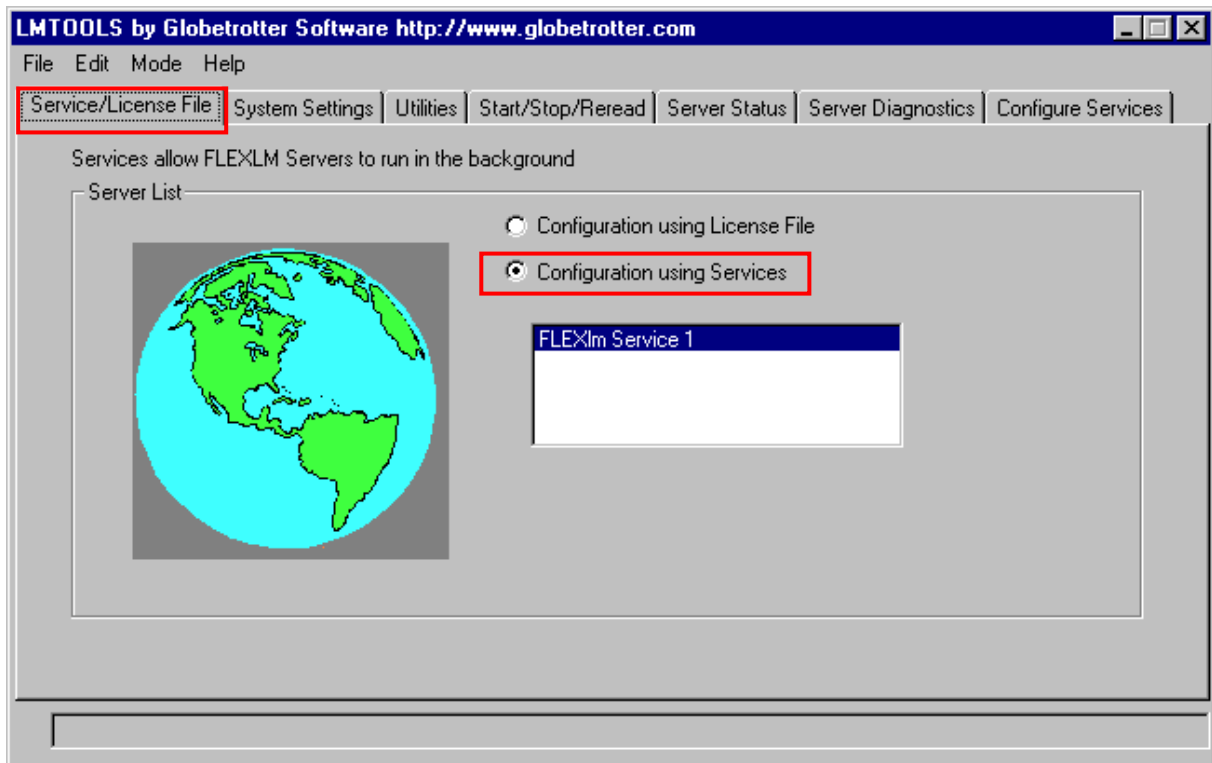 LMTOOLS by Globetrotter Software http://www.globetrotter.com
File Edit Mode Help
Service/License File System Settings Utilities Start/Stop/Reread Server Status Server Diagnostics Configure Services
Services allow FLEXLM Servers to run in the background
Server List
Configuration using License File
Configuration using Services
FLEXlm Service 1